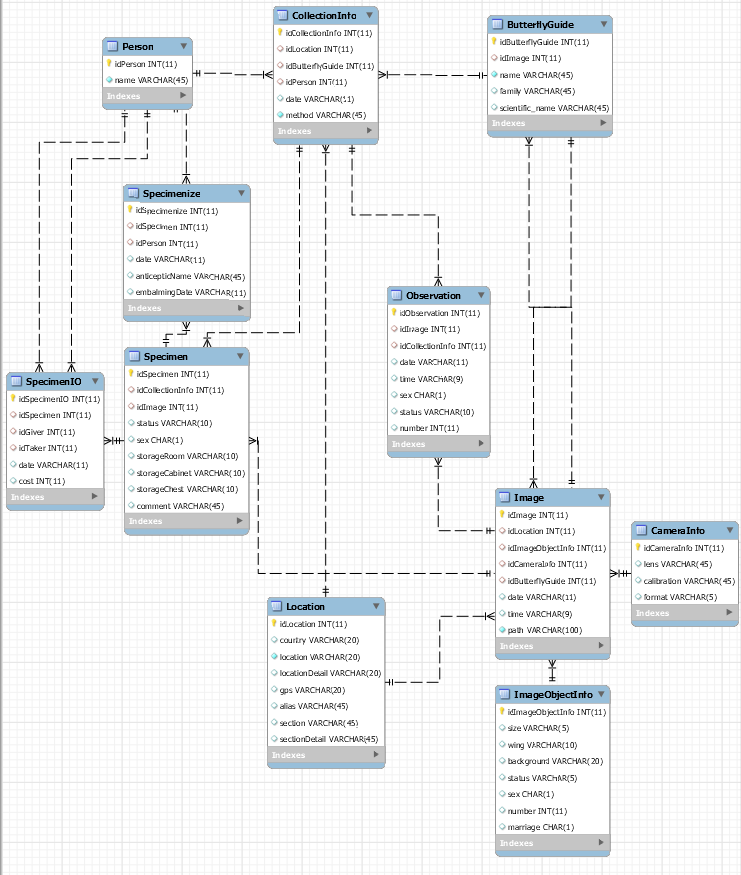 CollectionInfo
idCollectionInfo INT(11)
idLocation INT(11)
idButterflyGuide INT(11)
idPerson INT(11)
date VARCHAR(11)
method VARCHAR(45)
Indexes
ButterflyGuide
idButterflyGuide INT(11)
idImage INT(11)
name VARCHAR(45)
family VARCHAR(45)
scientific_name VARCHAR(45)
Indexes
Person
idPerson INT(11)
name VARCHAR(45)
Indexes
Specimenize
idSpecimenize INT(11)
idSpecimen INT(11)
idPerson INT(11)
date VARCHAR(11)
anticepticName VARCHAR(45)
embalmingDate VARCHAR(11)
Indexes
Observation
idObservation INT(11)
idImage INT(11)
idCollectionInfo INT(11)
date VARCHAR(11)
time VARCHAR(9)
sex CHAR(1)
status VARCHAR(10)
number INT(11)
Indexes
Specimen
idSpecimen INT(11)
idCollectionInfo INT(11)
idImage INT(11)
status VARCHAR(10)
sex CHAR(1)
storageRoom VARCHAR(10)
storageCabinet VARCHAR(10)
storageChest VARCHAR(10)
comment VARCHAR(45)
Indexes
SpecimenIO
idSpecimenIO INT(11)
idSpecimen INT(11)
idGiver INT(11)
idTaker INT(11)
date VARCHAR(11)
cost INT(11)
Indexes
Image
idImage INT(11)
idLocation INT(11)
idImageObjectInfo INT(11)
idCameraInfo INT(11)
idButterflyGuide INT(11)
date VARCHAR(11)
time VARCHAR(9)
path VARCHAR(100)
Indexes
CameraInfo
idCameraInfo INT(11)
lens VARCHAR(45)
calibration VARCHAR(45)
format VARCHAR(5)
Indexes
Location
idLocation INT(11)
country VARCHAR(20)
location VARCHAR(20)
locationDetail VARCHAR(20)
gps VARCHAR(20)
alias VARCHAR(45)
section VARCHAR(45)
sectionDetail VARCHAR(45)
Indexes
ImageObjectInfo
idImageObjectInfo INT(11)
size VARCHAR(5)
wing VARCHAR(10)
background VARCHAR(20)
status VARCHAR(5)
sex CHAR(1)
number INT(11)
marriage CHAR(1)
Indexes